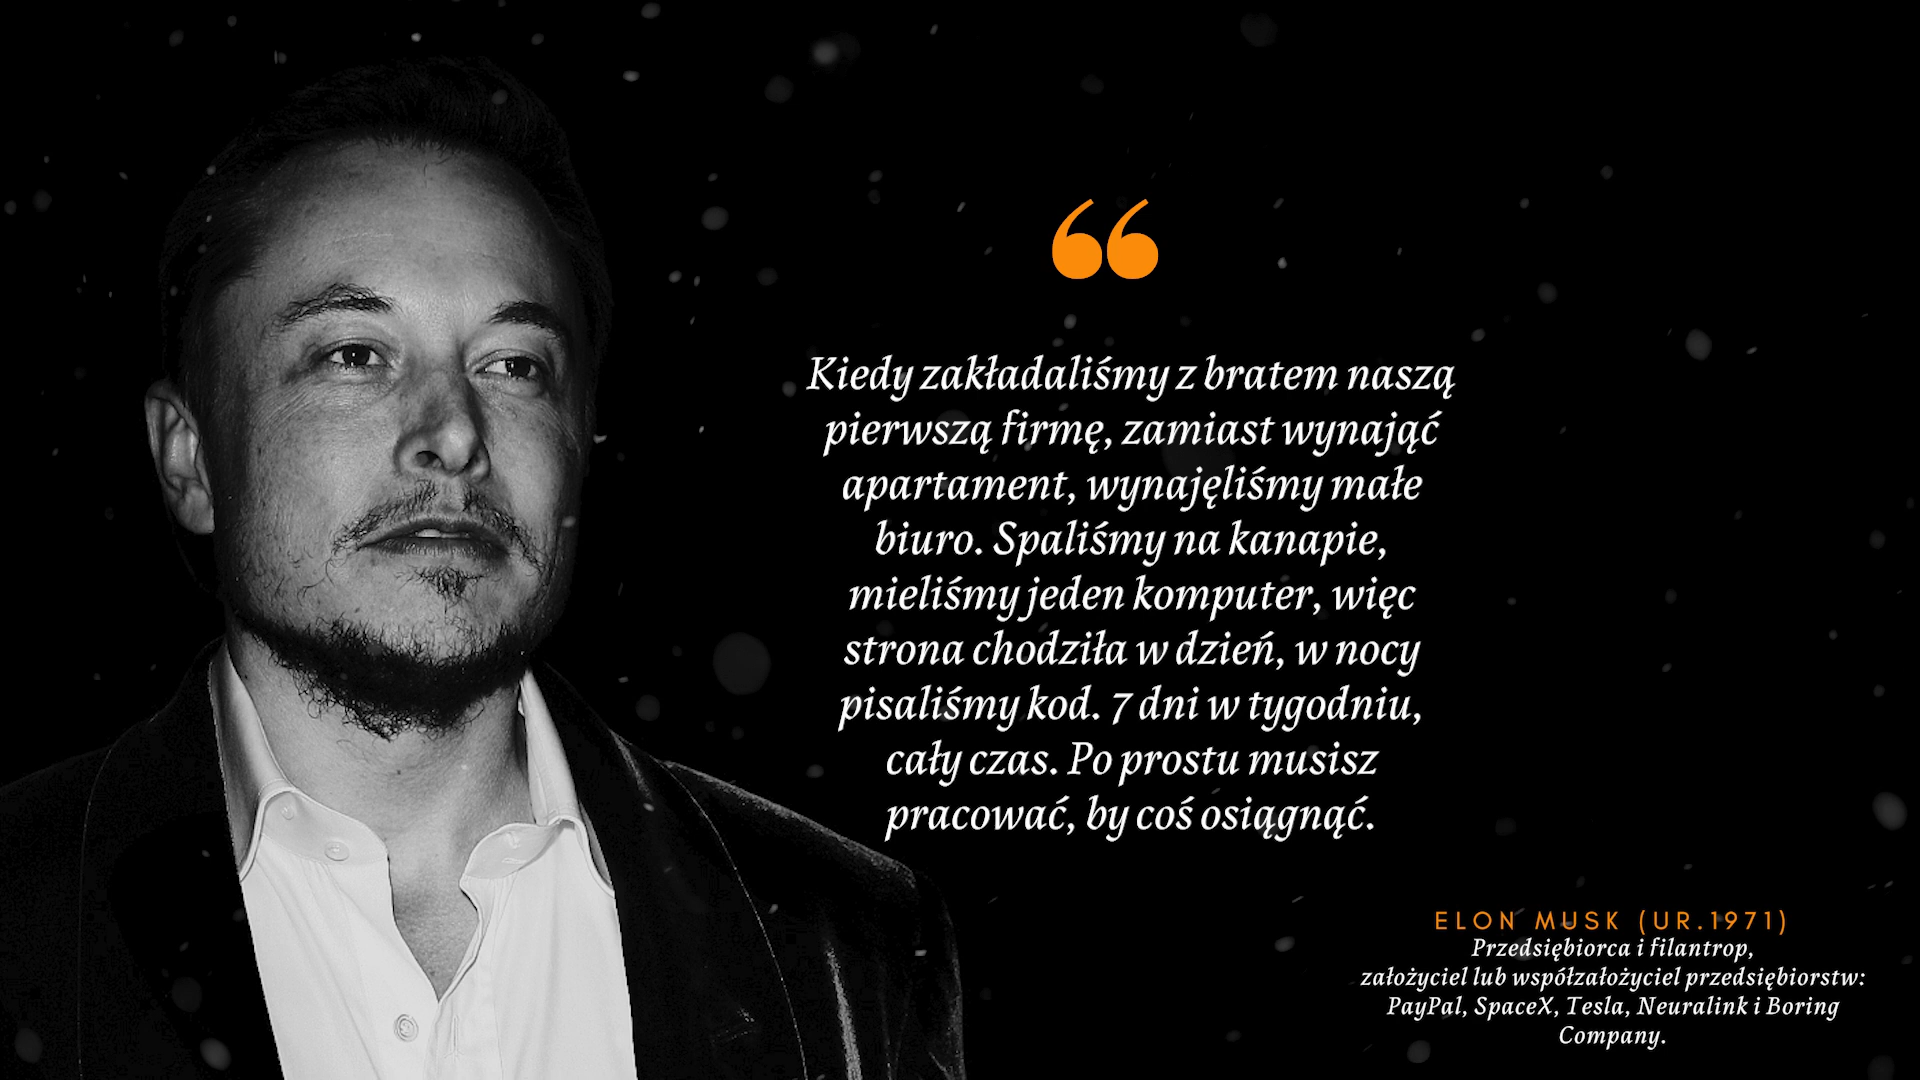 “
Kiedy zakładaliśmy z bratem naszą
pierwszą firmę, zamiast wynająć
apartament, wynajęliśmy małe
biuro. Spaliśmy na kanapie,
mieliśmy jeden komputer, więc
strona chodziła w dzień, w nocy
pisaliśmy kod. 7 dni w tygodniu,
cały czas. Po prostu musisz
pracować, by coś osiągnąć.
ELON MUSK (UR.1971)
Przedsiębiorca i filantrop,
założyciel lub współzałożyciel przedsiębiorstw:
PayPal, SpaceX, Tesla, Neuralink i Boring
Company.